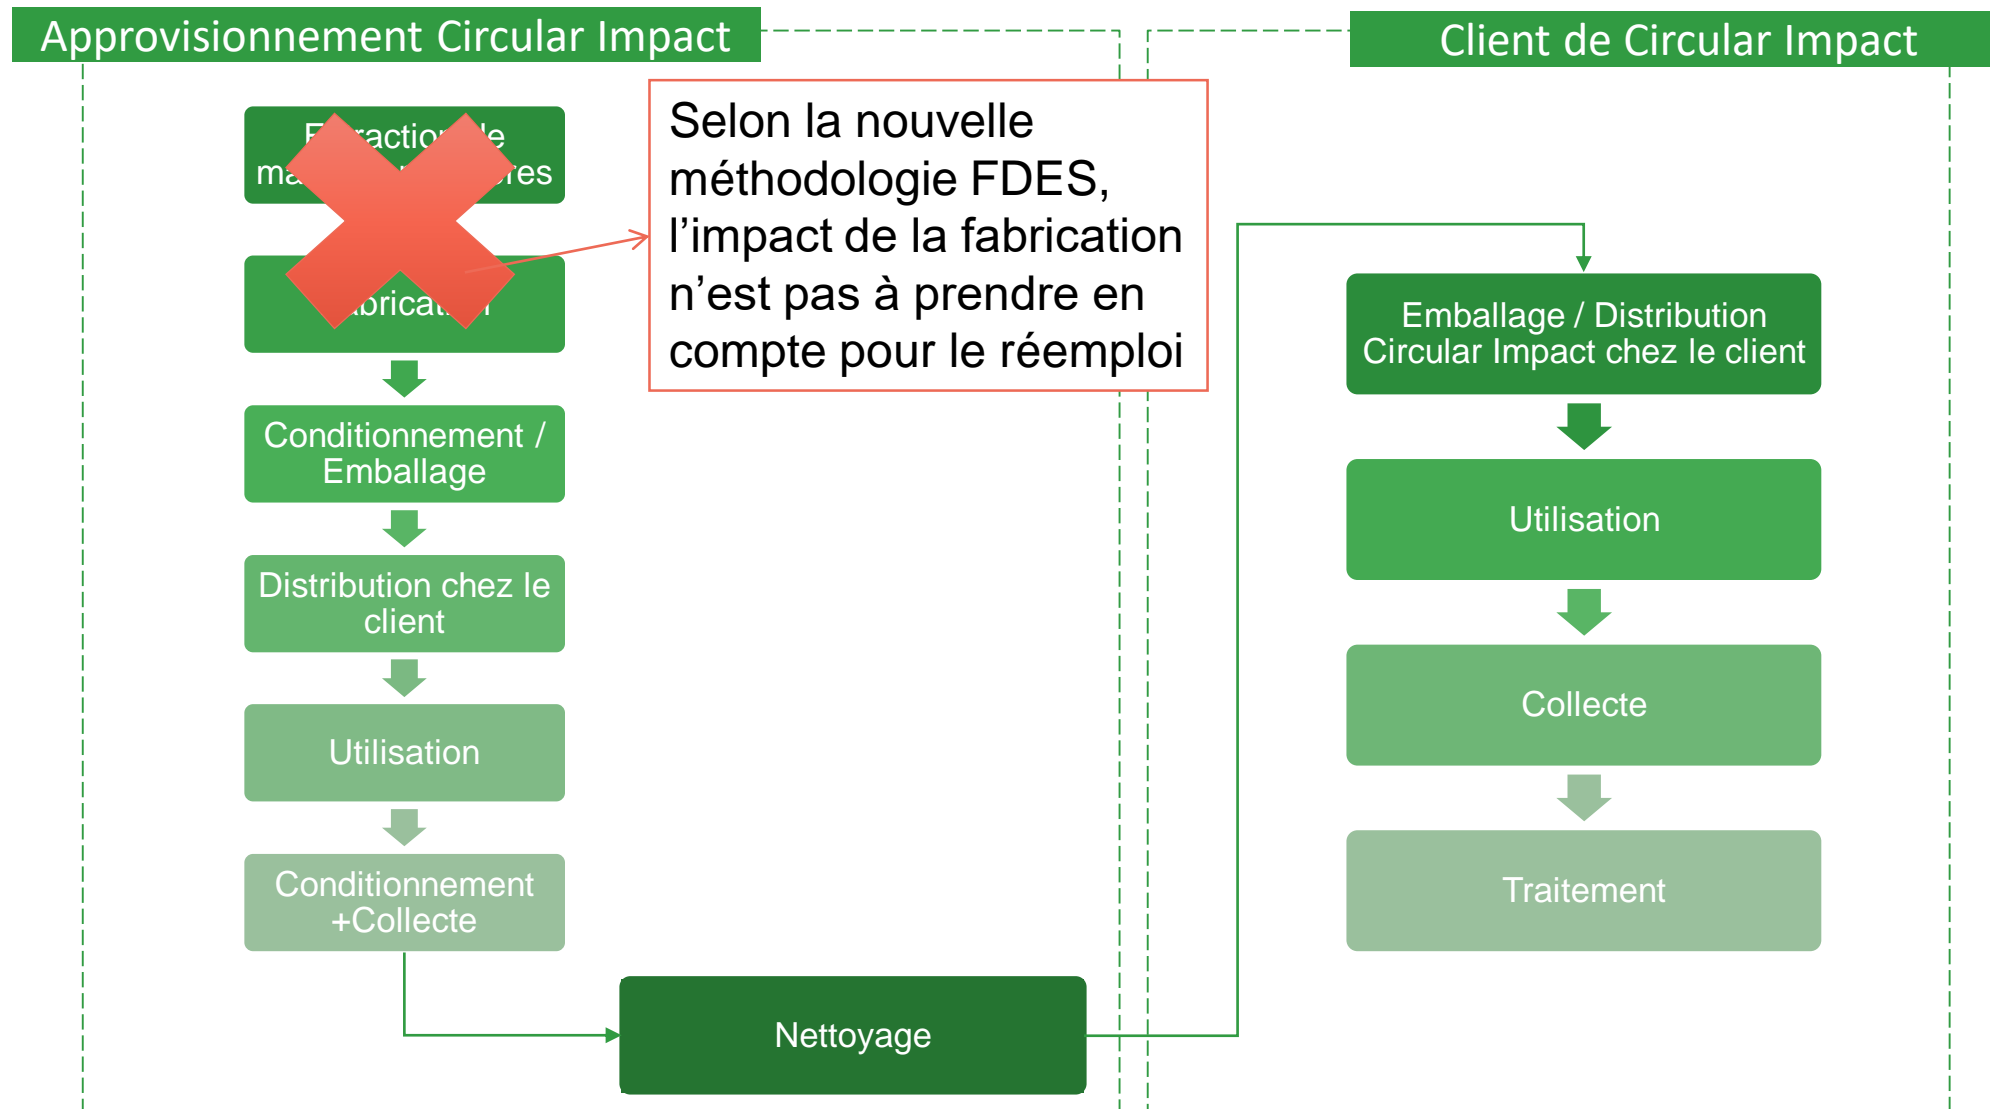 Approvisionnement Circular Impact
Client de Circular Impact
de
Selon la nouvelle
méthodologie FDES,
l’impact de la fabrication
n’est pas à prendre en
compte pour le réemploi
Conditionnement /
Emballage
Distribution chez le
client
Utilisation
Conditionnement
+Collecte
Nettoyage
Emballage / Distribution
Circular Impact chez le client
Utilisation
Collecte
Traitement